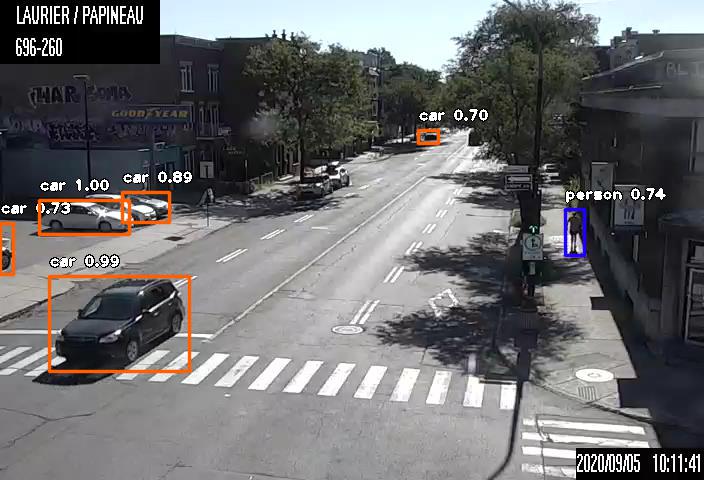 LAURIER / PAPINEAU
696-260
GOODYEAR
car 0.70
car 1.00
car 0.89
person 0.74
car 0.73
car 0.99
2020/09/05 10:11:41